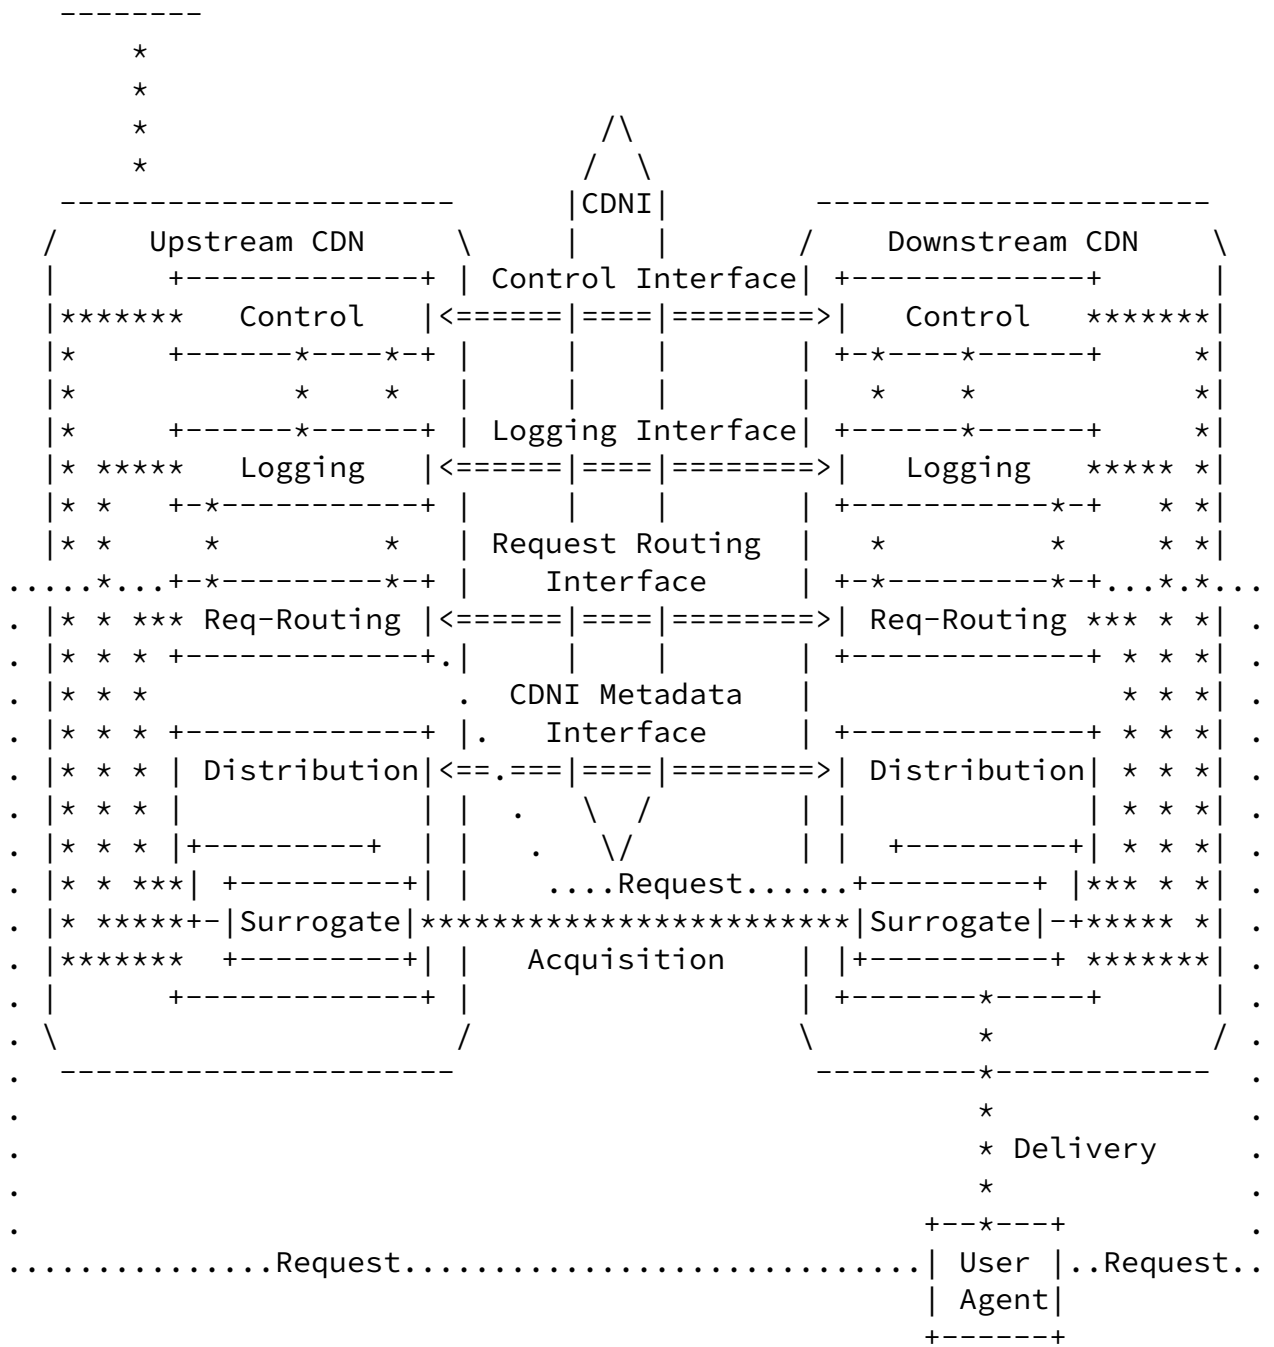 CDNI
Upstream CDN Downstream CDN
Control Interface
Control Control
Logging Interface
Logging Logging
Request Routing
Interface
Req-Routing Req-Routing
CDNI Metadata
Interface
Distribution Distribution
Request
Surrogate Surrogate
Acquisition
Delivery
Request User Request
Agent